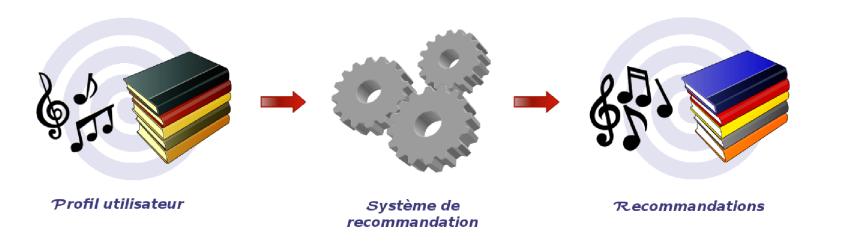 Profil utilisateur
Système de
recommandation
Recommandations